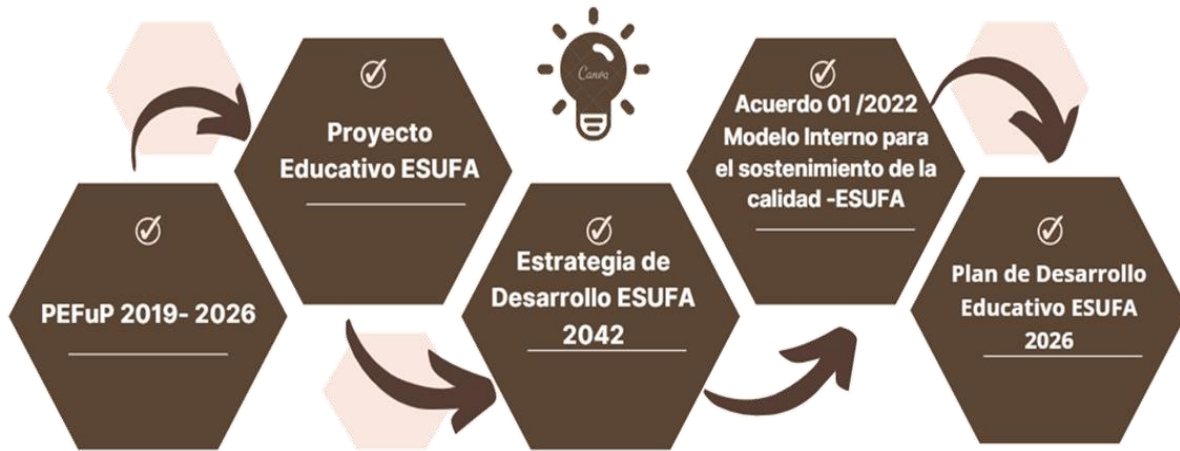 PEFuP 2019- 2026
Proyecto
Educativo ESUFA
Canva
Estrategia de
Desarrollo ESUFA
2042
Acuerdo 01 /2022
Modelo Interno para
el sostenimiento de la
calidad -ESUFA
Plan de Desarrollo
Educativo ESUFA
2026